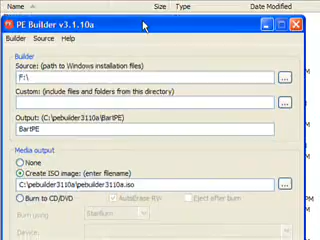 Name Size Type Date Modified
PE Builder v3.1.10a
Builder Source Help
Builder
Source: (path to Windows installation files)
F:\
...
Custom: (include files and folders from this directory)
...
Output: (C:\pebuilder3110a\BartPE)
BartPE
Media output
None
Create ISO image: (enter filename)
C:\pebuilder3110a\pebuilder3110a.iso
...
Burn to CD/DVD AutoErase RW Eject after burn
Burn using: StarBurn
Device: